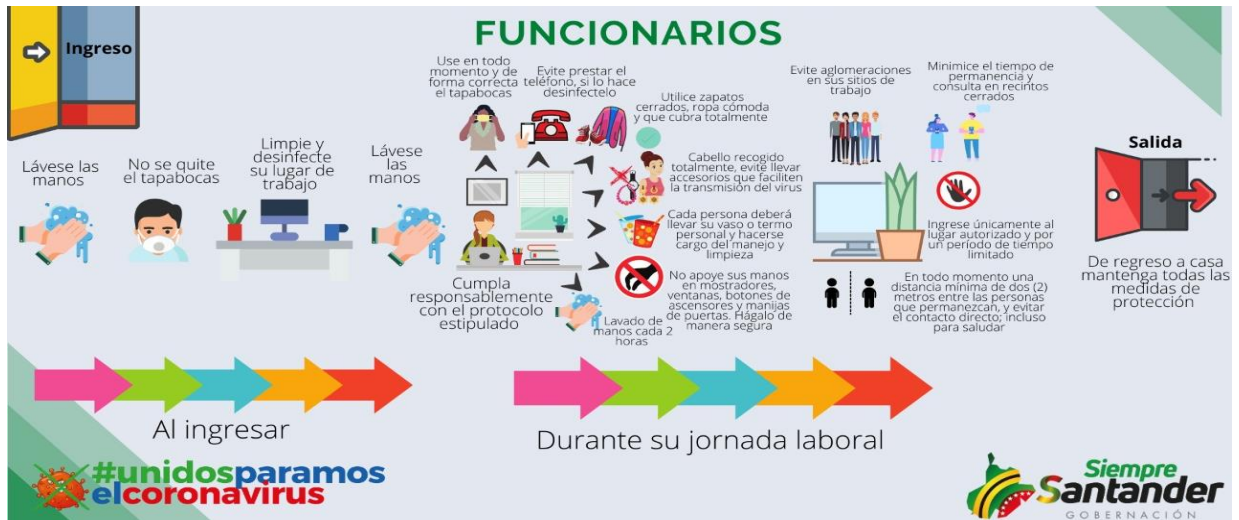 FUNCIONARIOS
Ingreso
Lávese las
manos
No se quite
el tapabocas
Limpie y
desinfecte
su lugar de
trabajo
Lávese
las
manos
Use en todo
momento y de
forma correcta
el tapabocas
Evite prestar el
teléfono, si lo hace
desinfectelo
Utilice zapatos
cerrados, ropa cómoda
y que cubra totalmente
Cabello recogido
totalmente, evite llevar
accesorios que faciliten
la transmisión del virus
Cada persona deberá
llevar su vaso o termo
personal y hacerse
cargo del manejo y
limpieza
No apoye sus manos
en mostradores,
ventanas, botones de
ascensores y manijas
de puertas. Hágalo de
manera segura
Cumpla
responsablemente
con el protocolo
estipulado
Lavado de
manos cada 2
horas
Evite aglomeraciones
en sus sitios de
trabajo
Minimice el tiempo de
permanencia y
consulta en recintos
cerrados
Ingrese únicamente al
lugar autorizado y por
un período de tiempo
limitado
En todo momento una
distancia mínima de dos (2)
metros entre las personas
que permanezcan, y evitar
el contacto directo; incluso
para saludar
Salida
De regreso a casa
mantenga todas las
medidas de
protección
Al ingresar
Durante su jornada laboral
#unidosparamos
elcoronavirus
Siempre
Santander
GOBERNACIÓN